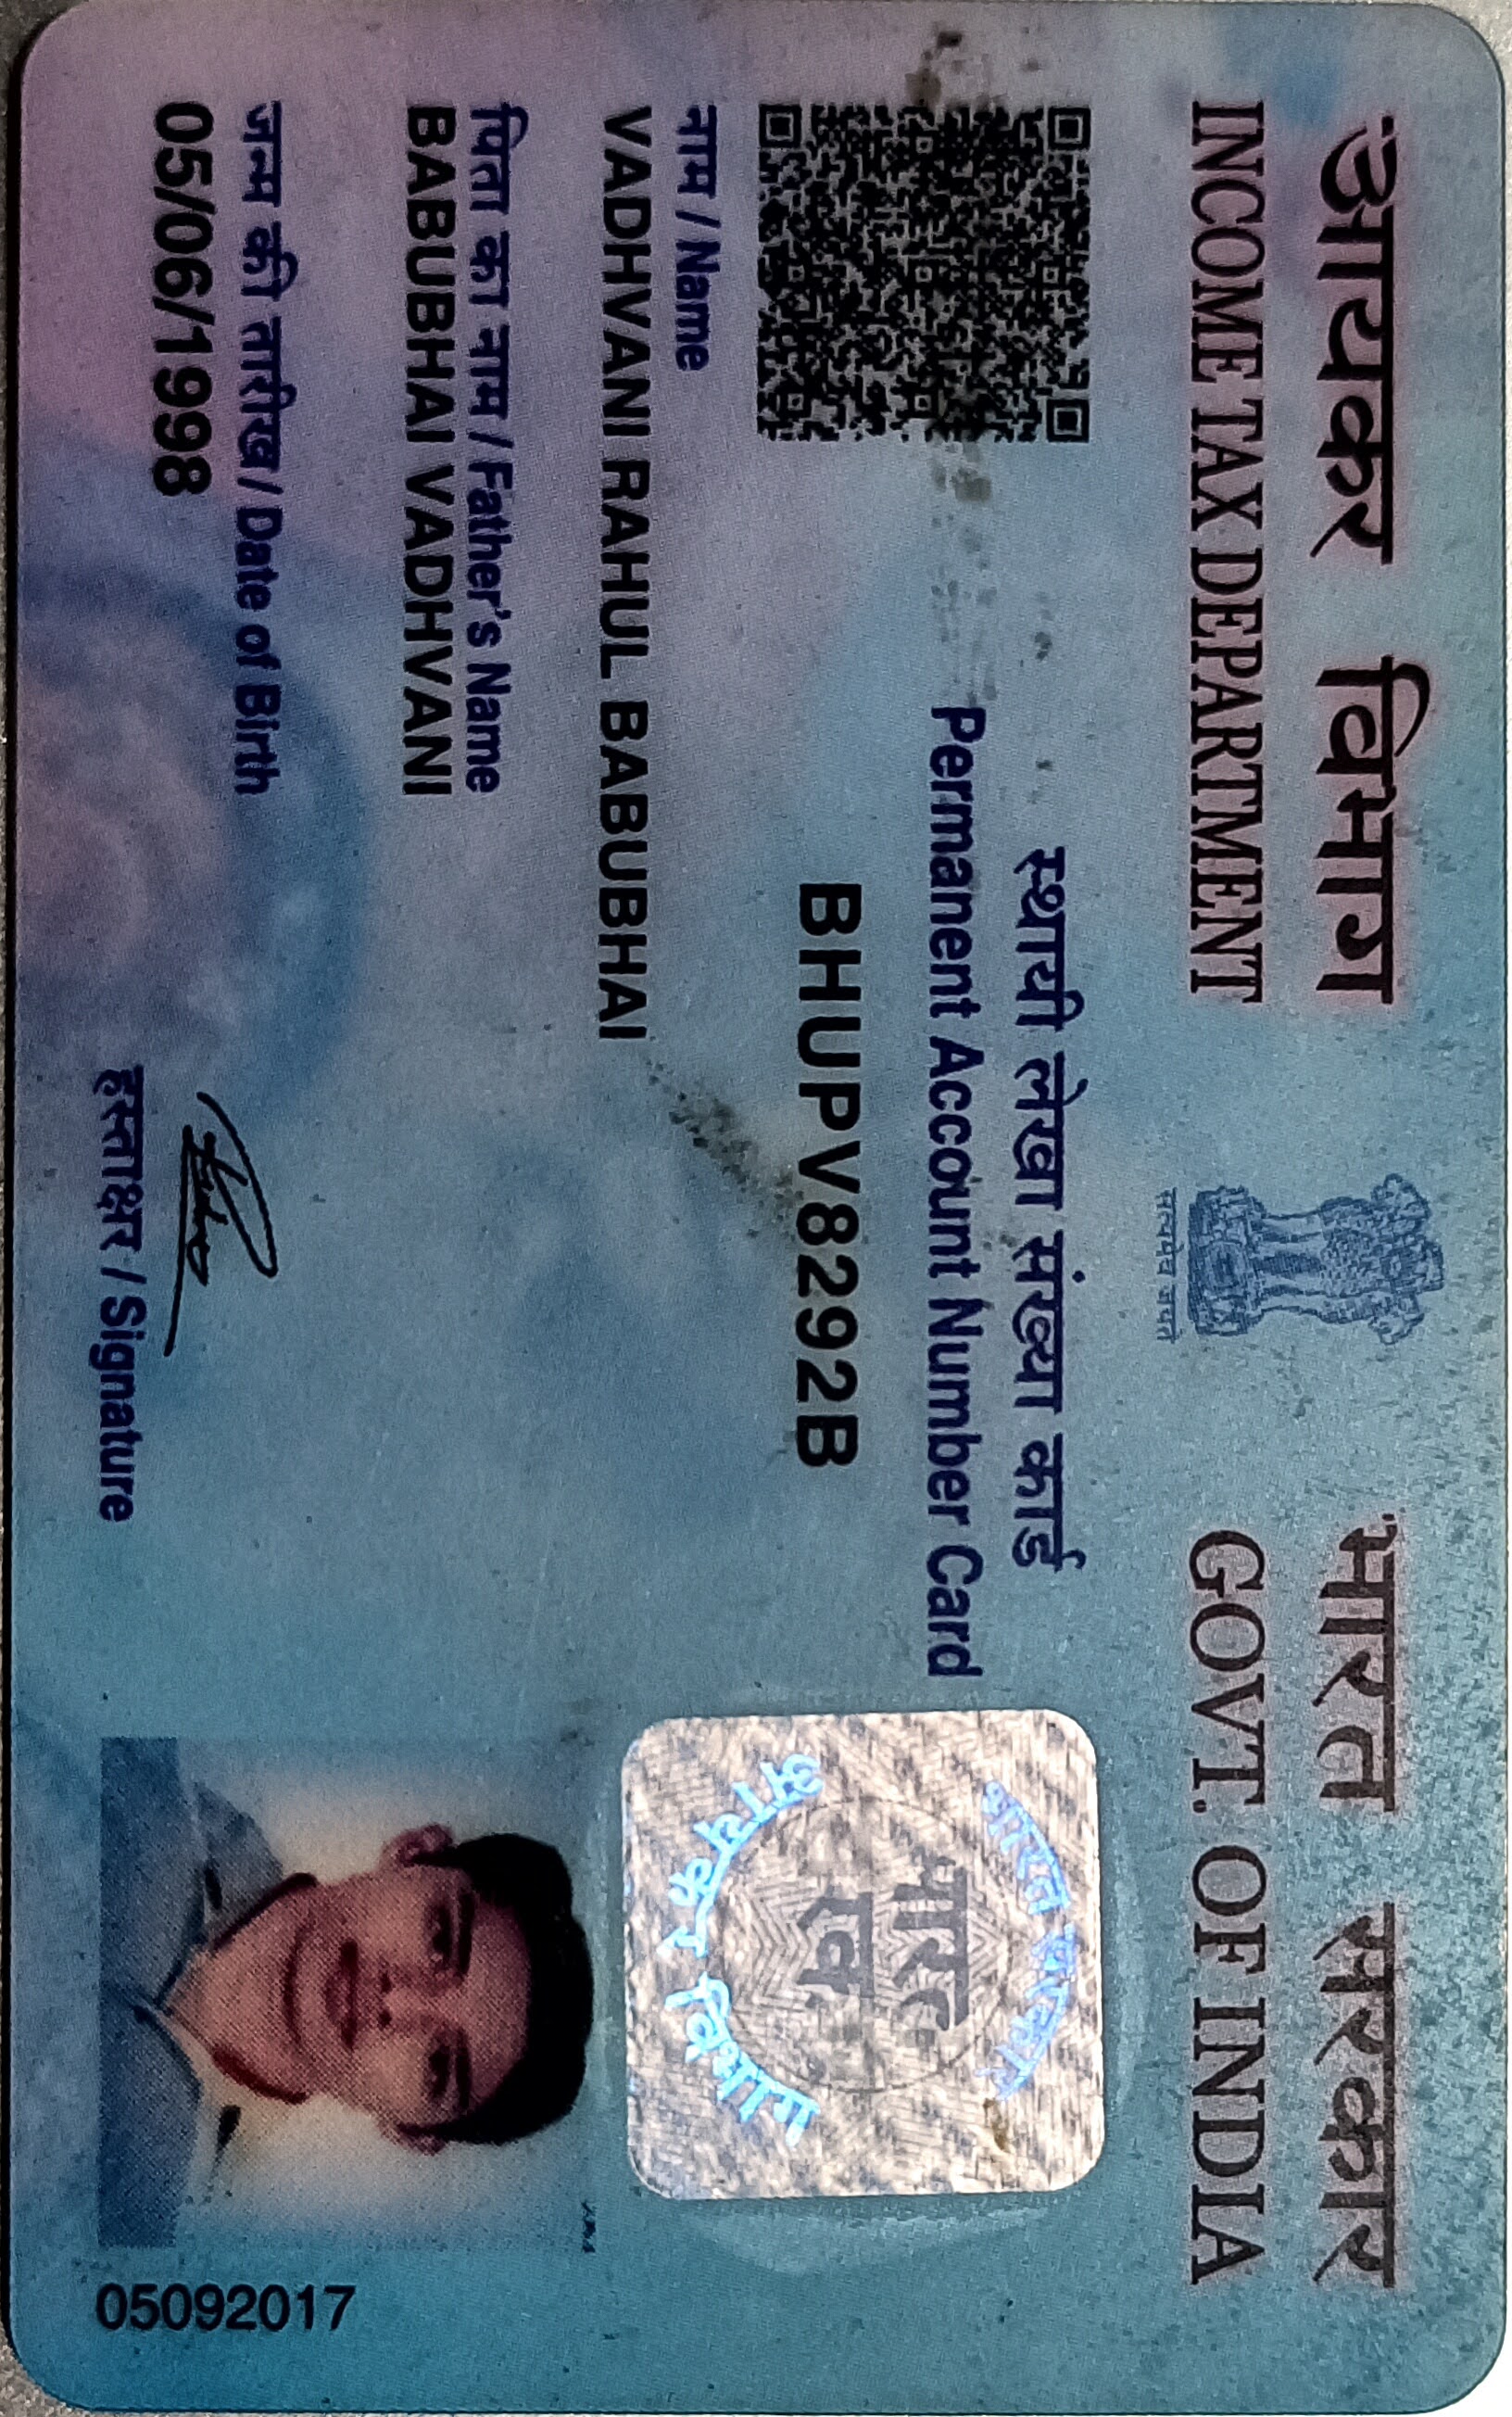 आयकर विभाग
INCOME TAX DEPARTMENT
सत्यमेव जयते
भारत सरकार
GOVT. OF INDIA
स्थायी लेखा संख्या कार्ड
Permanent Account Number Card
BHUPV8292B
नाम / Name
VADHVANI RAHUL BABUBHAI
पिता का नाम / Father's Name
BABUBHAI VADHVANI
जन्म की तारीख / Date of Birth
05/06/1998
हस्ताक्षर / Signature
भारत सरकार
आयकर विभाग
05092017